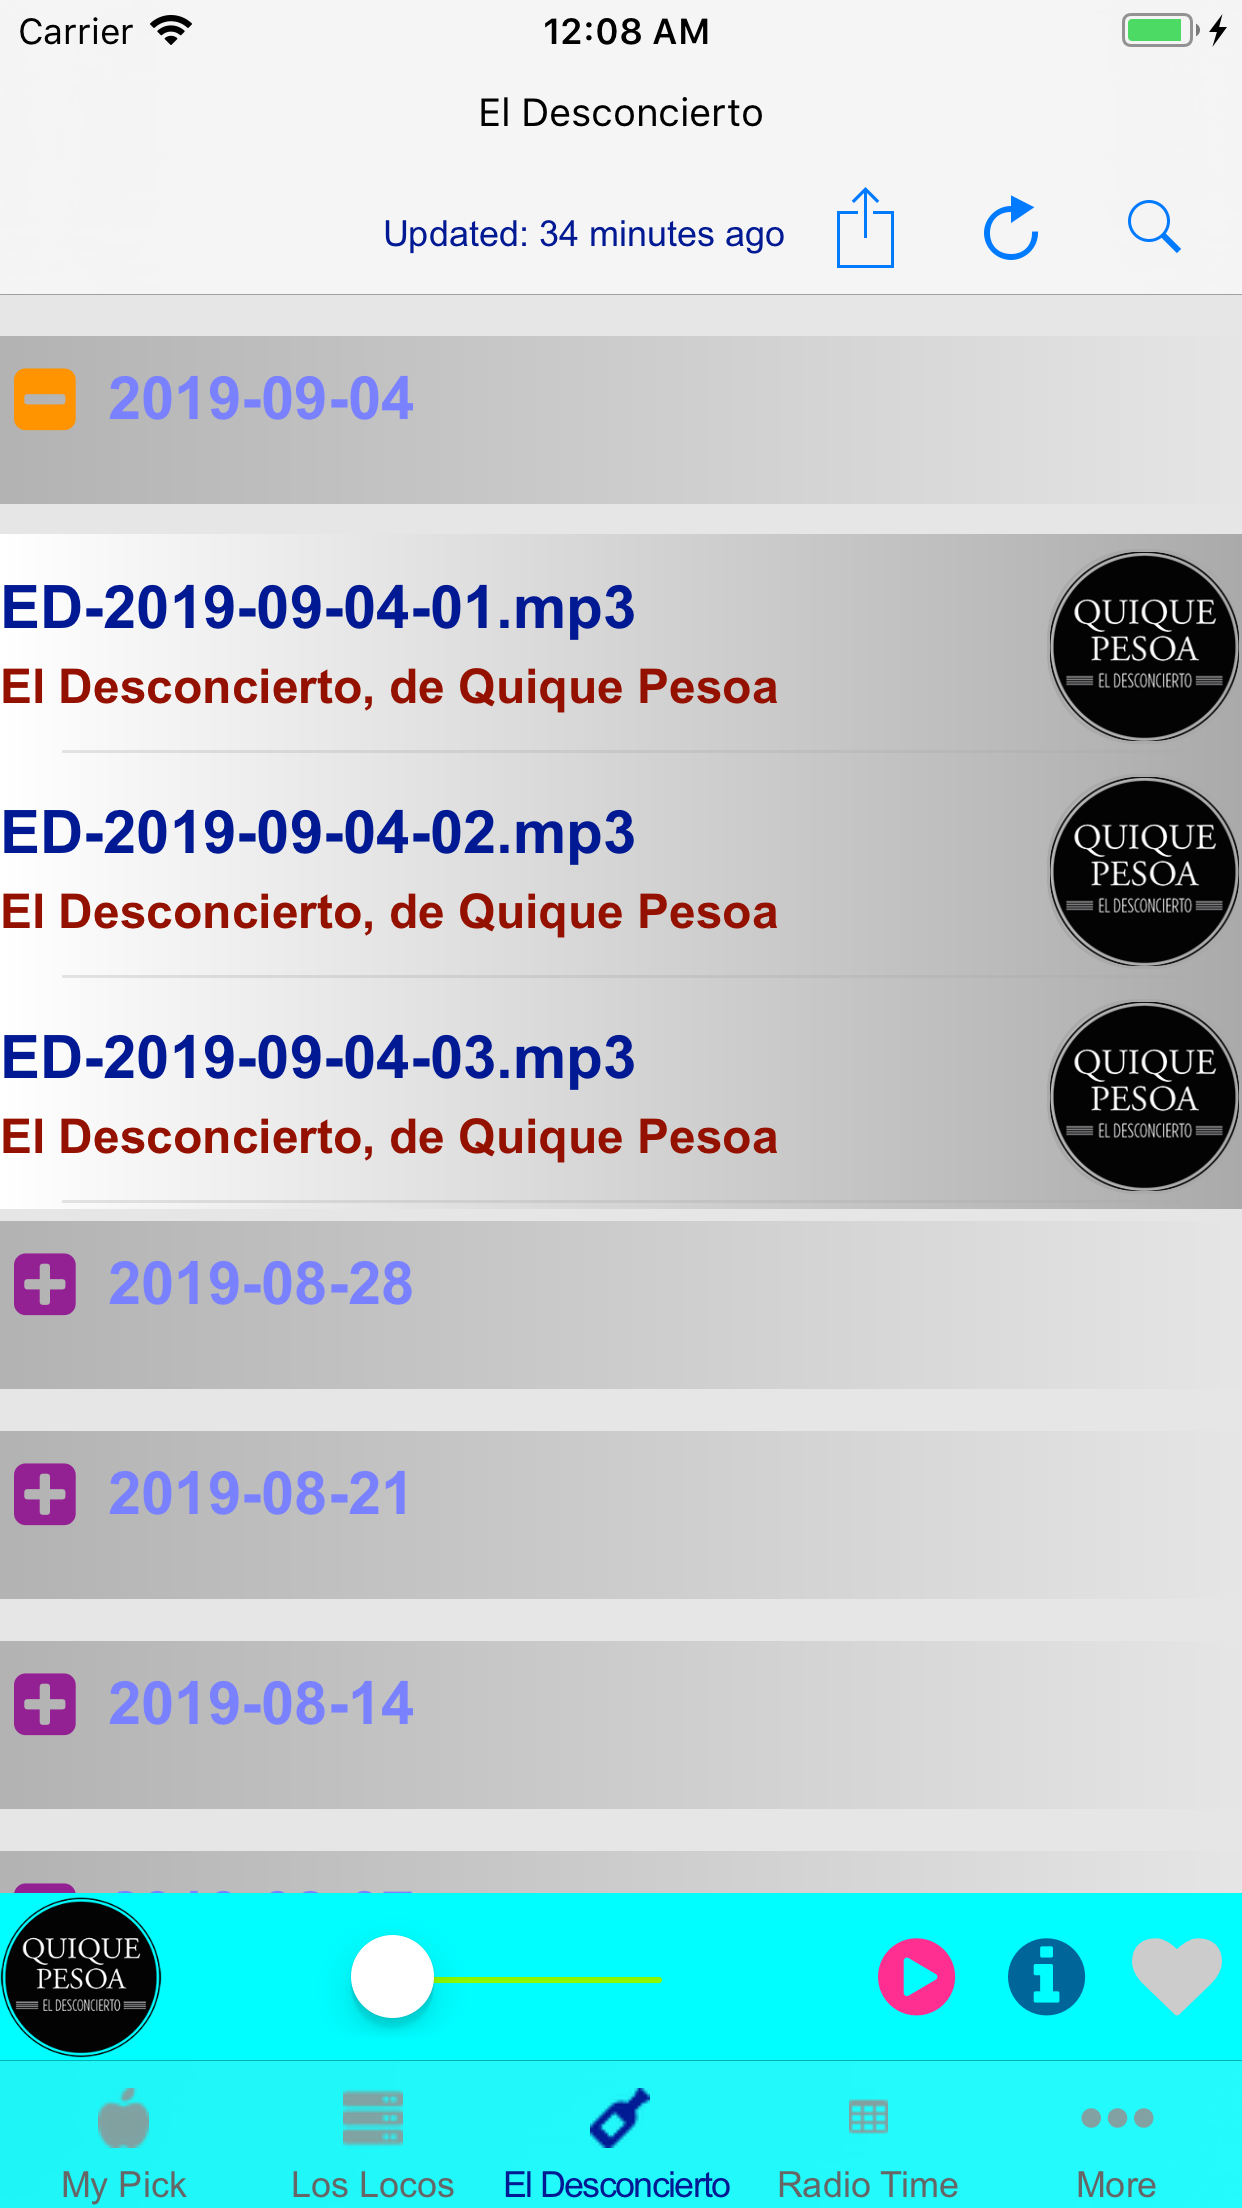 Carrier 12:08 AM
El Desconcierto
Updated: 34 minutes ago
2019-09-04
ED-2019-09-04-01.mp3
El Desconcierto, de Quique Pesoa
QUIQUE
PESOA
EL DESCONCIERTO
ED-2019-09-04-02.mp3
El Desconcierto, de Quique Pesoa
QUIQUE
PESOA
EL DESCONCIERTO
ED-2019-09-04-03.mp3
El Desconcierto, de Quique Pesoa
QUIQUE
PESOA
EL DESCONCIERTO
2019-08-28
2019-08-21
2019-08-14
QUIQUE
PESOA
EL DESCONCIERTO
My Pick Los Locos El Desconcierto Radio Time More